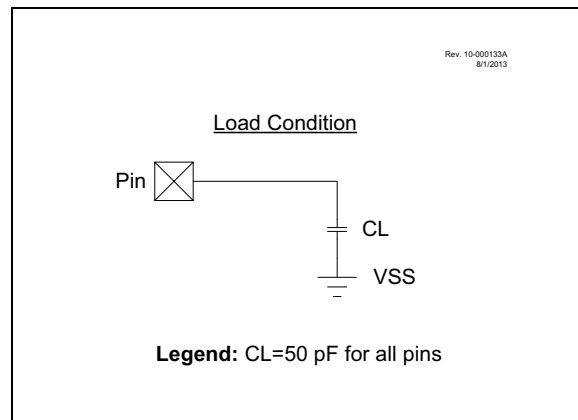 Rev. 10-000133A
8/1/2013
Load Condition
Pin
CL
VSS
Legend: CL=50 pF for all pins